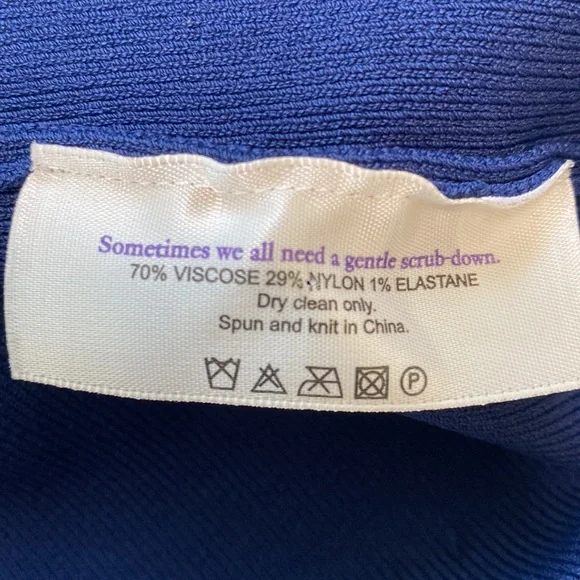 Sometimes we all need a gentle scrub-down.
70% VISCOSE 29% NYLON 1% ELASTANE
Dry clean only.
Spun and knit in China.
P